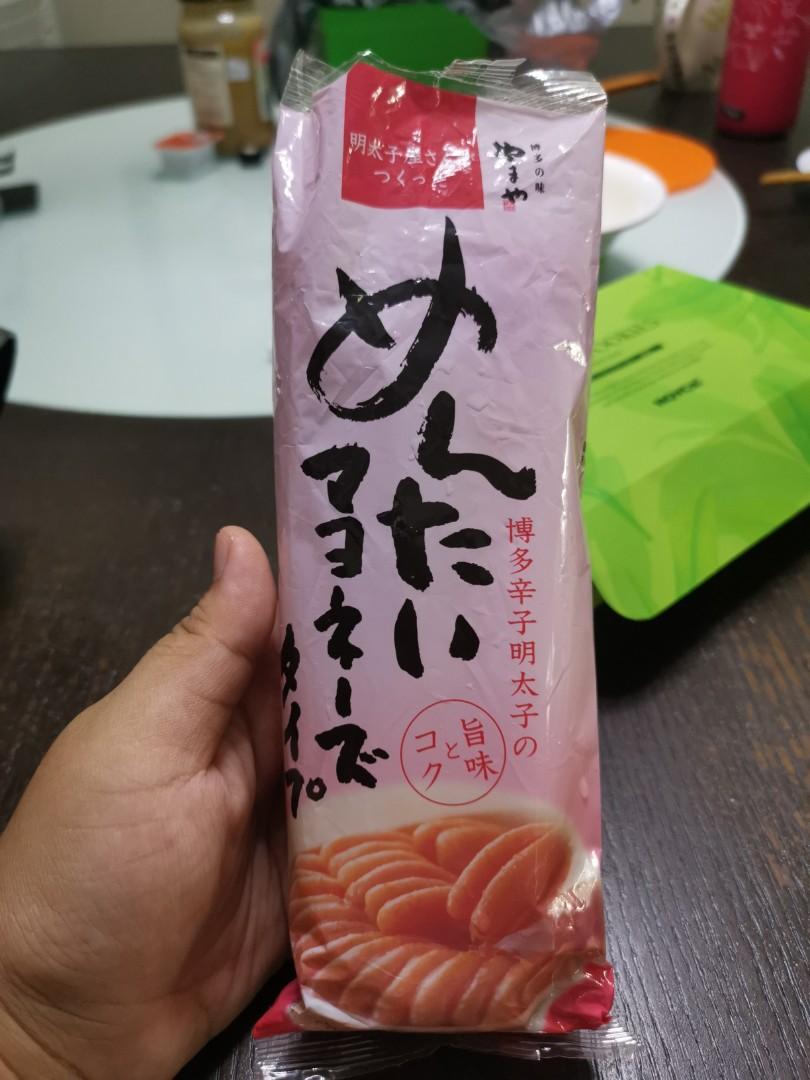 明太子屋さんが
つくった
博多の味
やまや
めんたい
マヨネーズ
タイプ
博多辛子明太子の
旨味
と
コク
ROYCE'